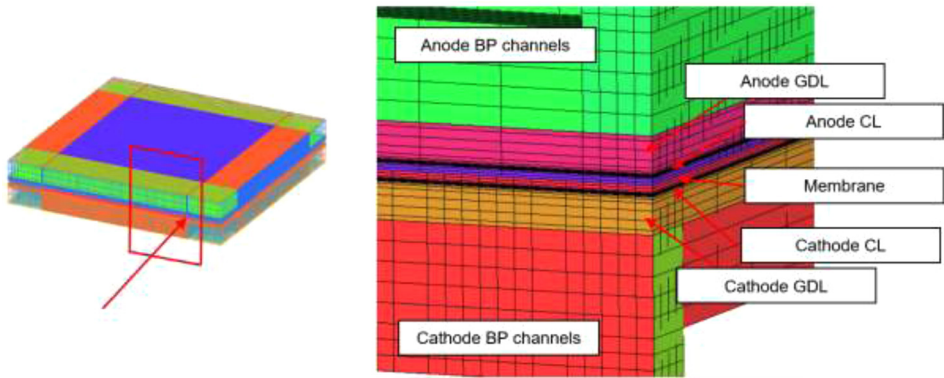 Anode BP channels
Anode GDL
Anode CL
Membrane
Cathode CL
Cathode GDL
Cathode BP channels